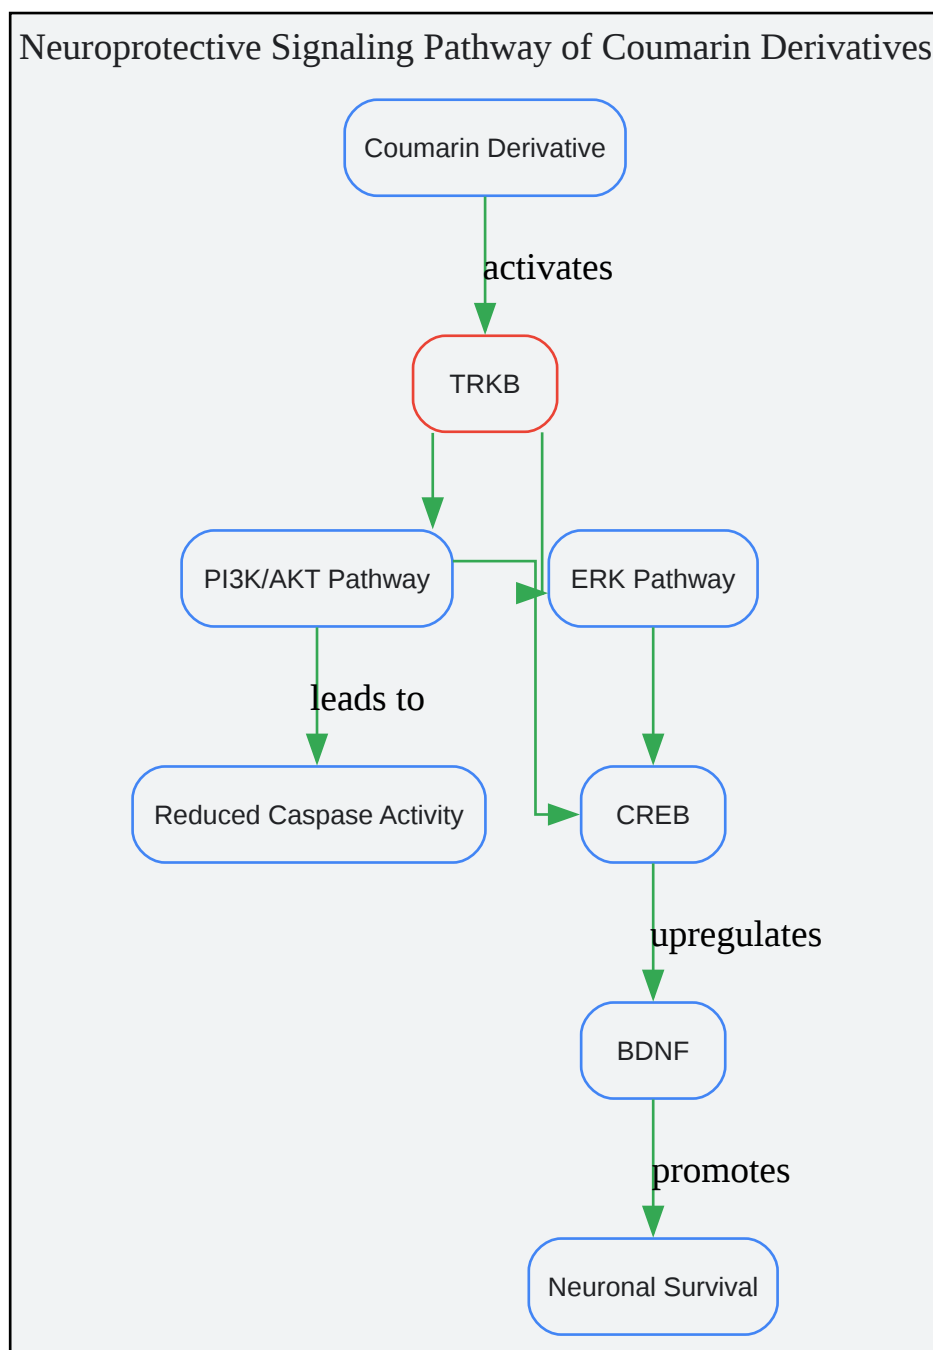 Neuroprotective Signaling Pathway of Coumarin Derivatives
Coumarin Derivative
activates
TRKB
PI3K/AKT Pathway
ERK Pathway
leads to
Reduced Caspase Activity
CREB
upregulates
BDNF
promotes
Neuronal Survival